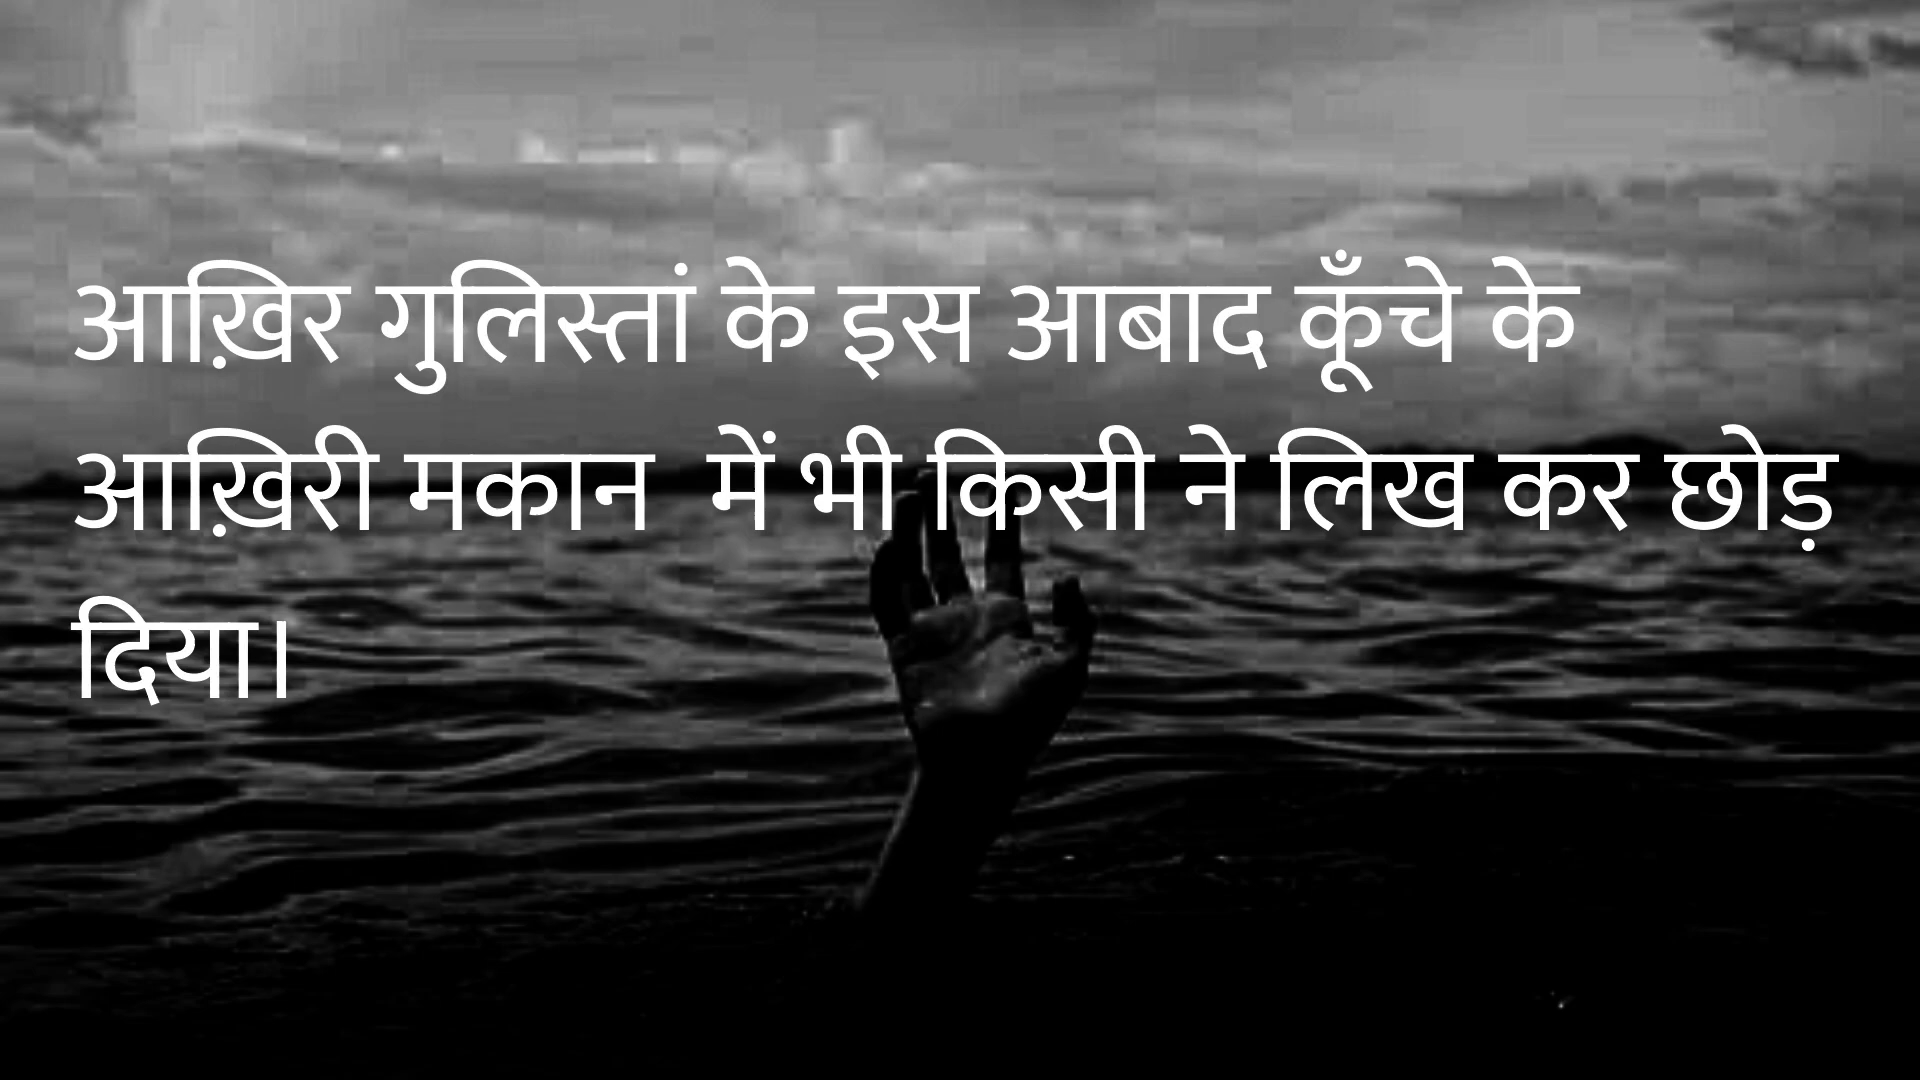 आख़िर गुलिस्तां के इस आबाद कूँचे के
आख़िरी मकान  में भी किसी ने लिख कर छोड़
दिया।